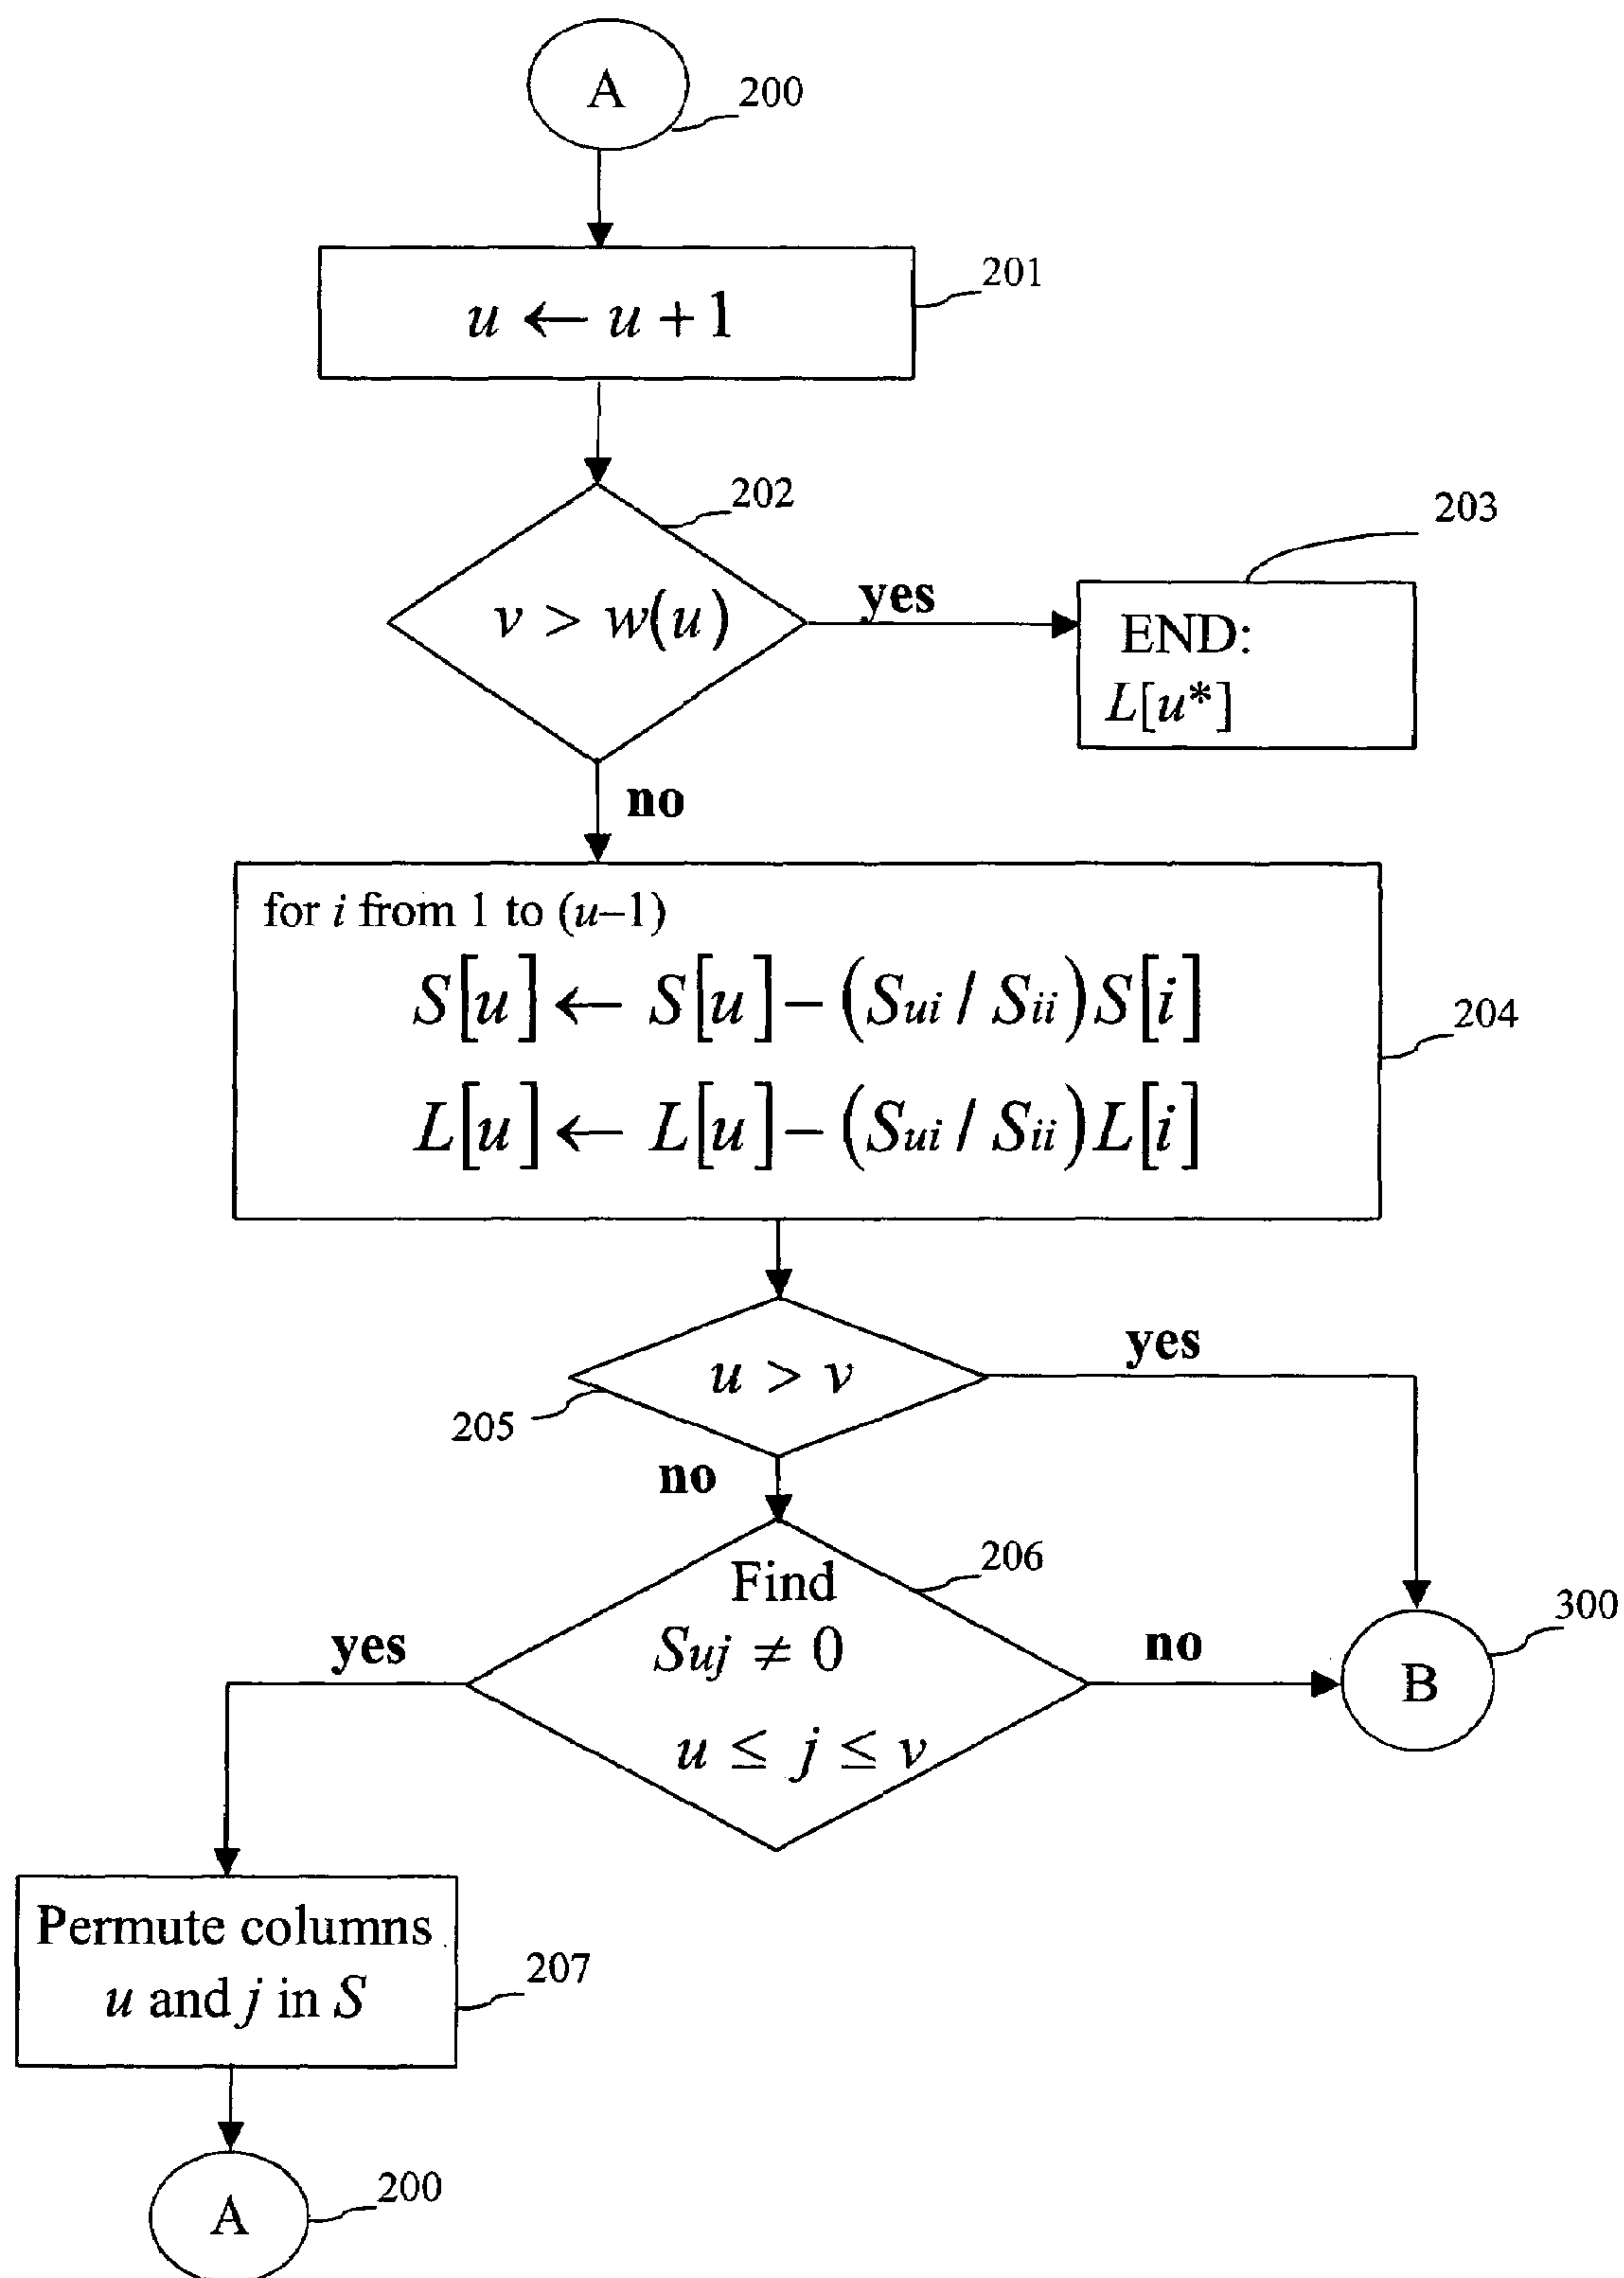 A
200
u ← u + 1
201
202
v > w(u)
yes
203
END:
L[u*]
no
for i from 1 to (u–1)
S[u] ← S[u] – (Sui / Sii) S[i]
L[u] ← L[u] – (Sui / Sii) L[i]
204
u > v
yes
205
no
Find
Suj ≠ 0
u ≤ j ≤ v
206
yes
no
300
B
Permute columns
u and j in S
207
A
200